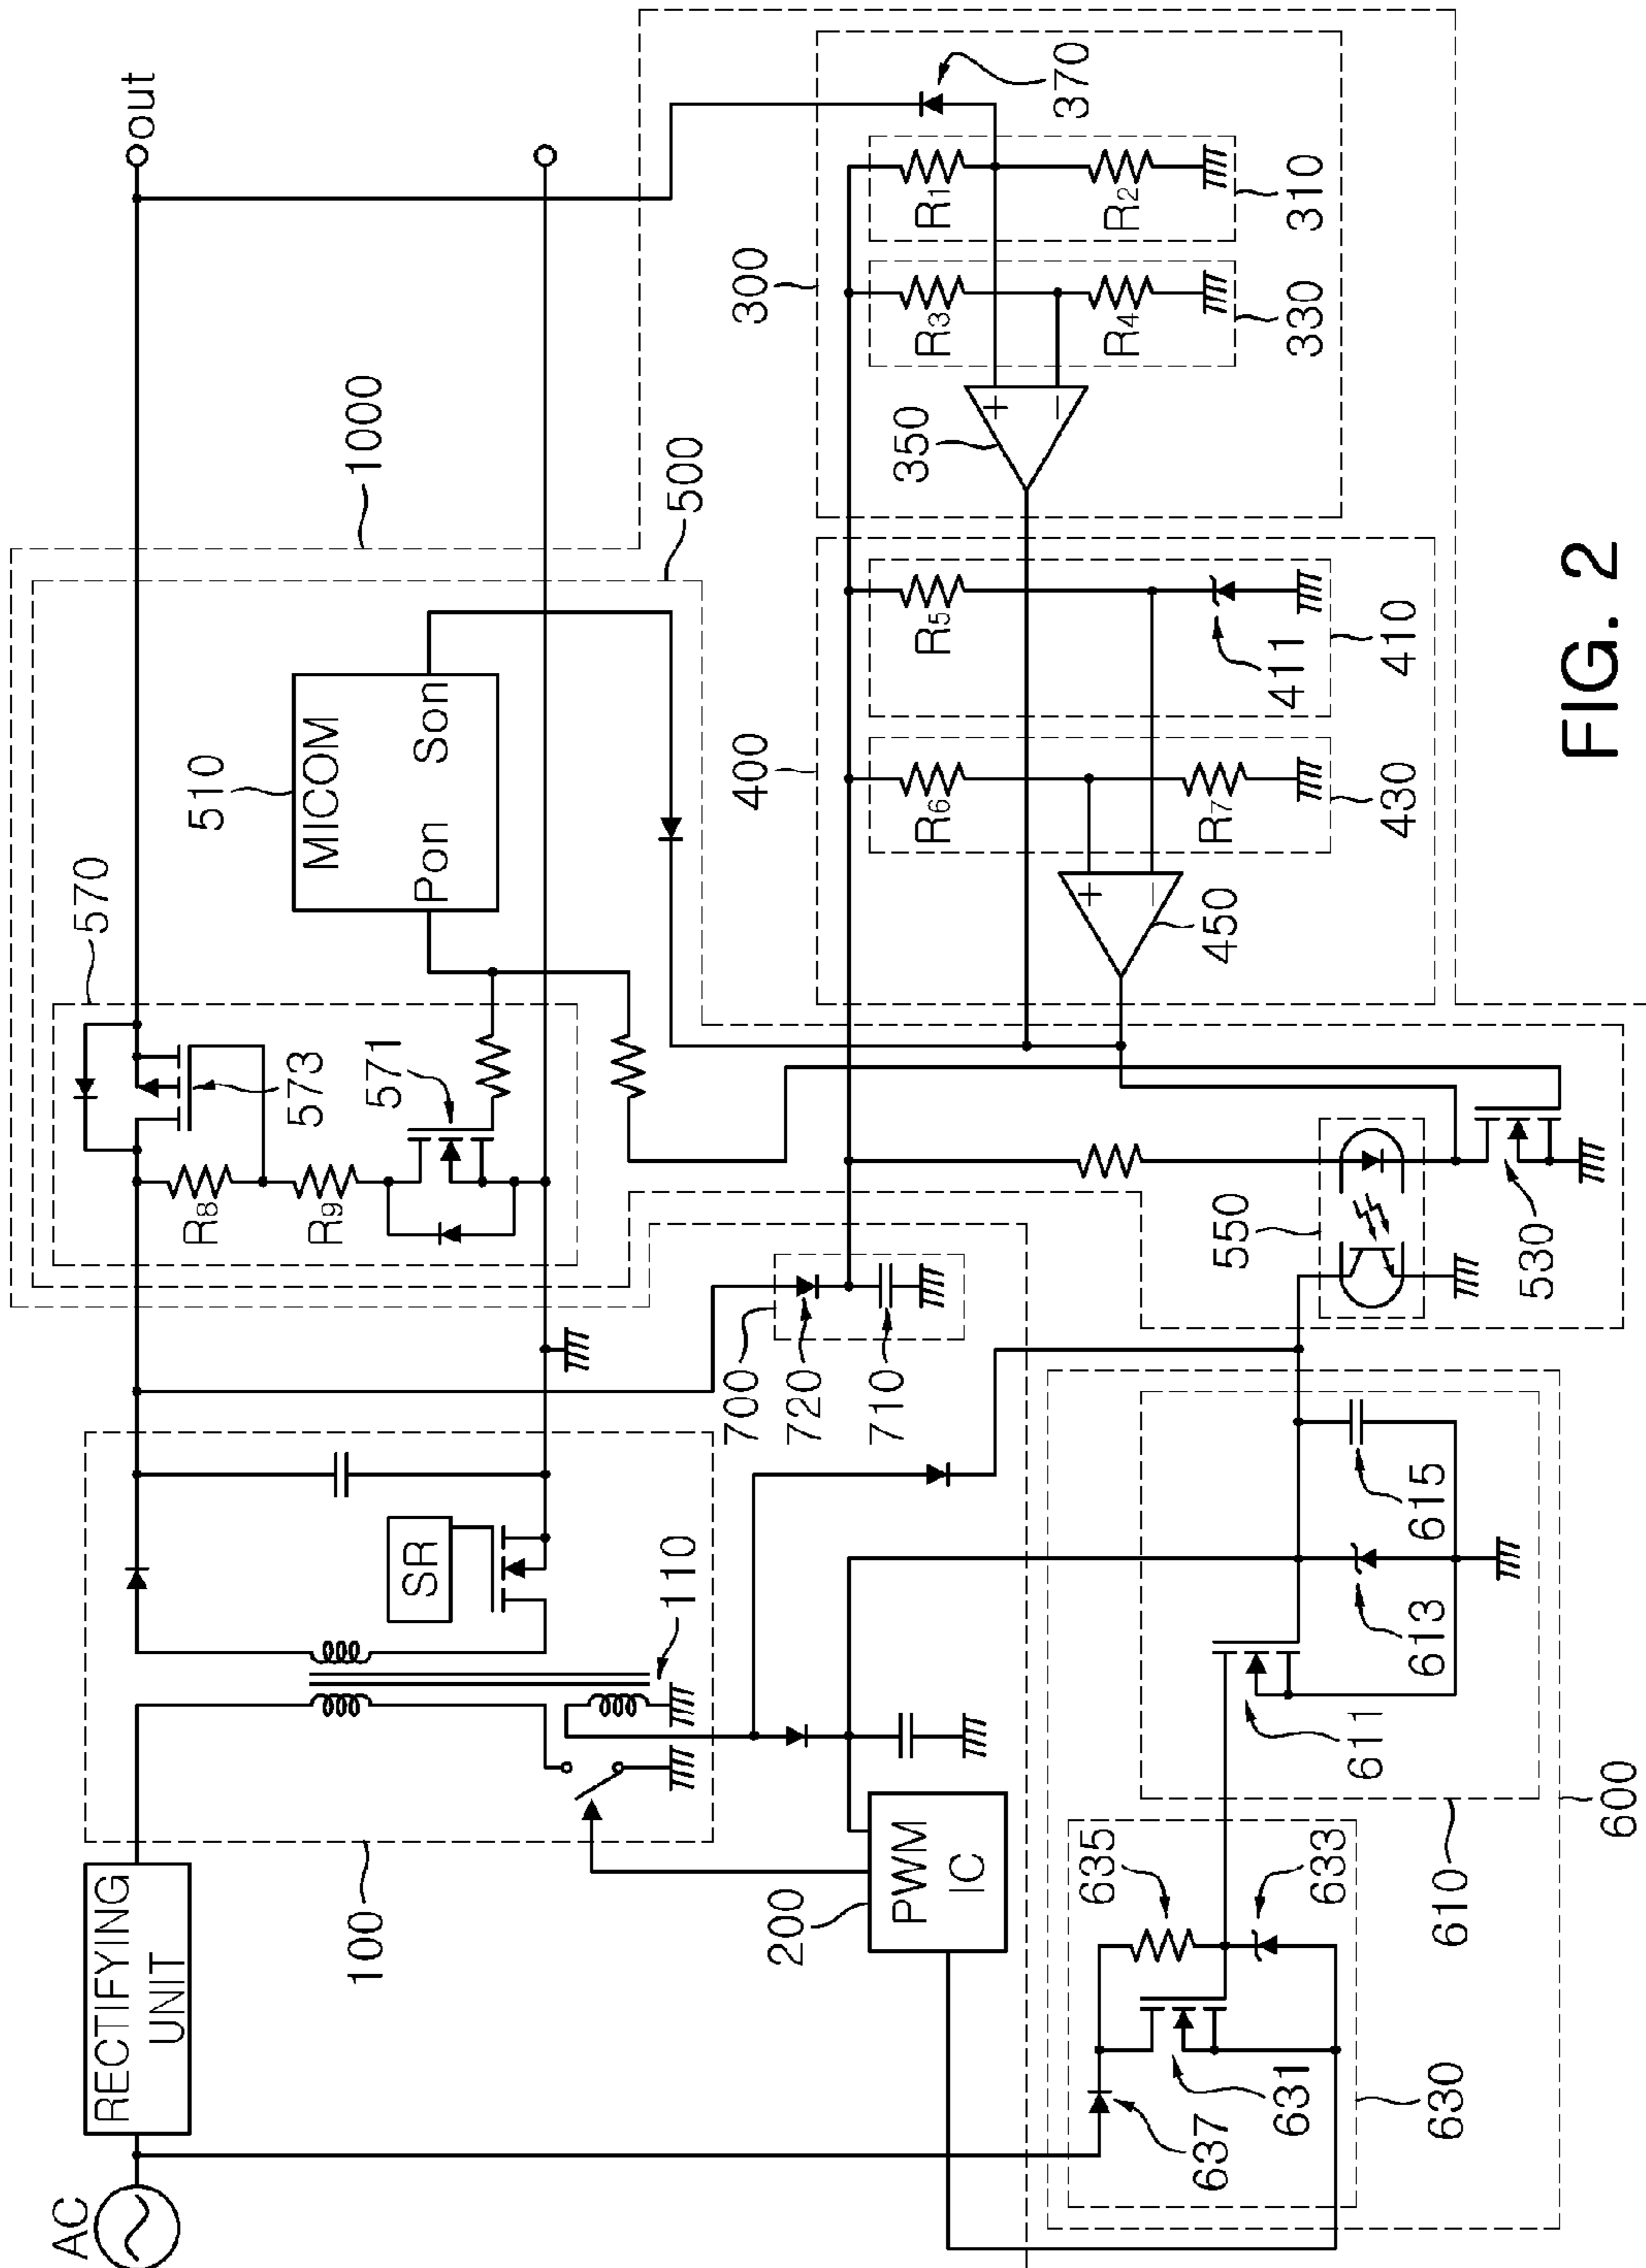 AC
RECTIFYING
UNIT
100
110
SR
200
PWM
IC
570
573
571
R8
R9
510
MICOM
Pon Son
1000
500
out
700
720
710
400
300
R6
R7
430
R5
411
410
450
350
R3
R4
330
R1
R2
310
370
550
530
637
631
635
633
630
611
613
615
610
600
+
−
+
−
FIG. 2